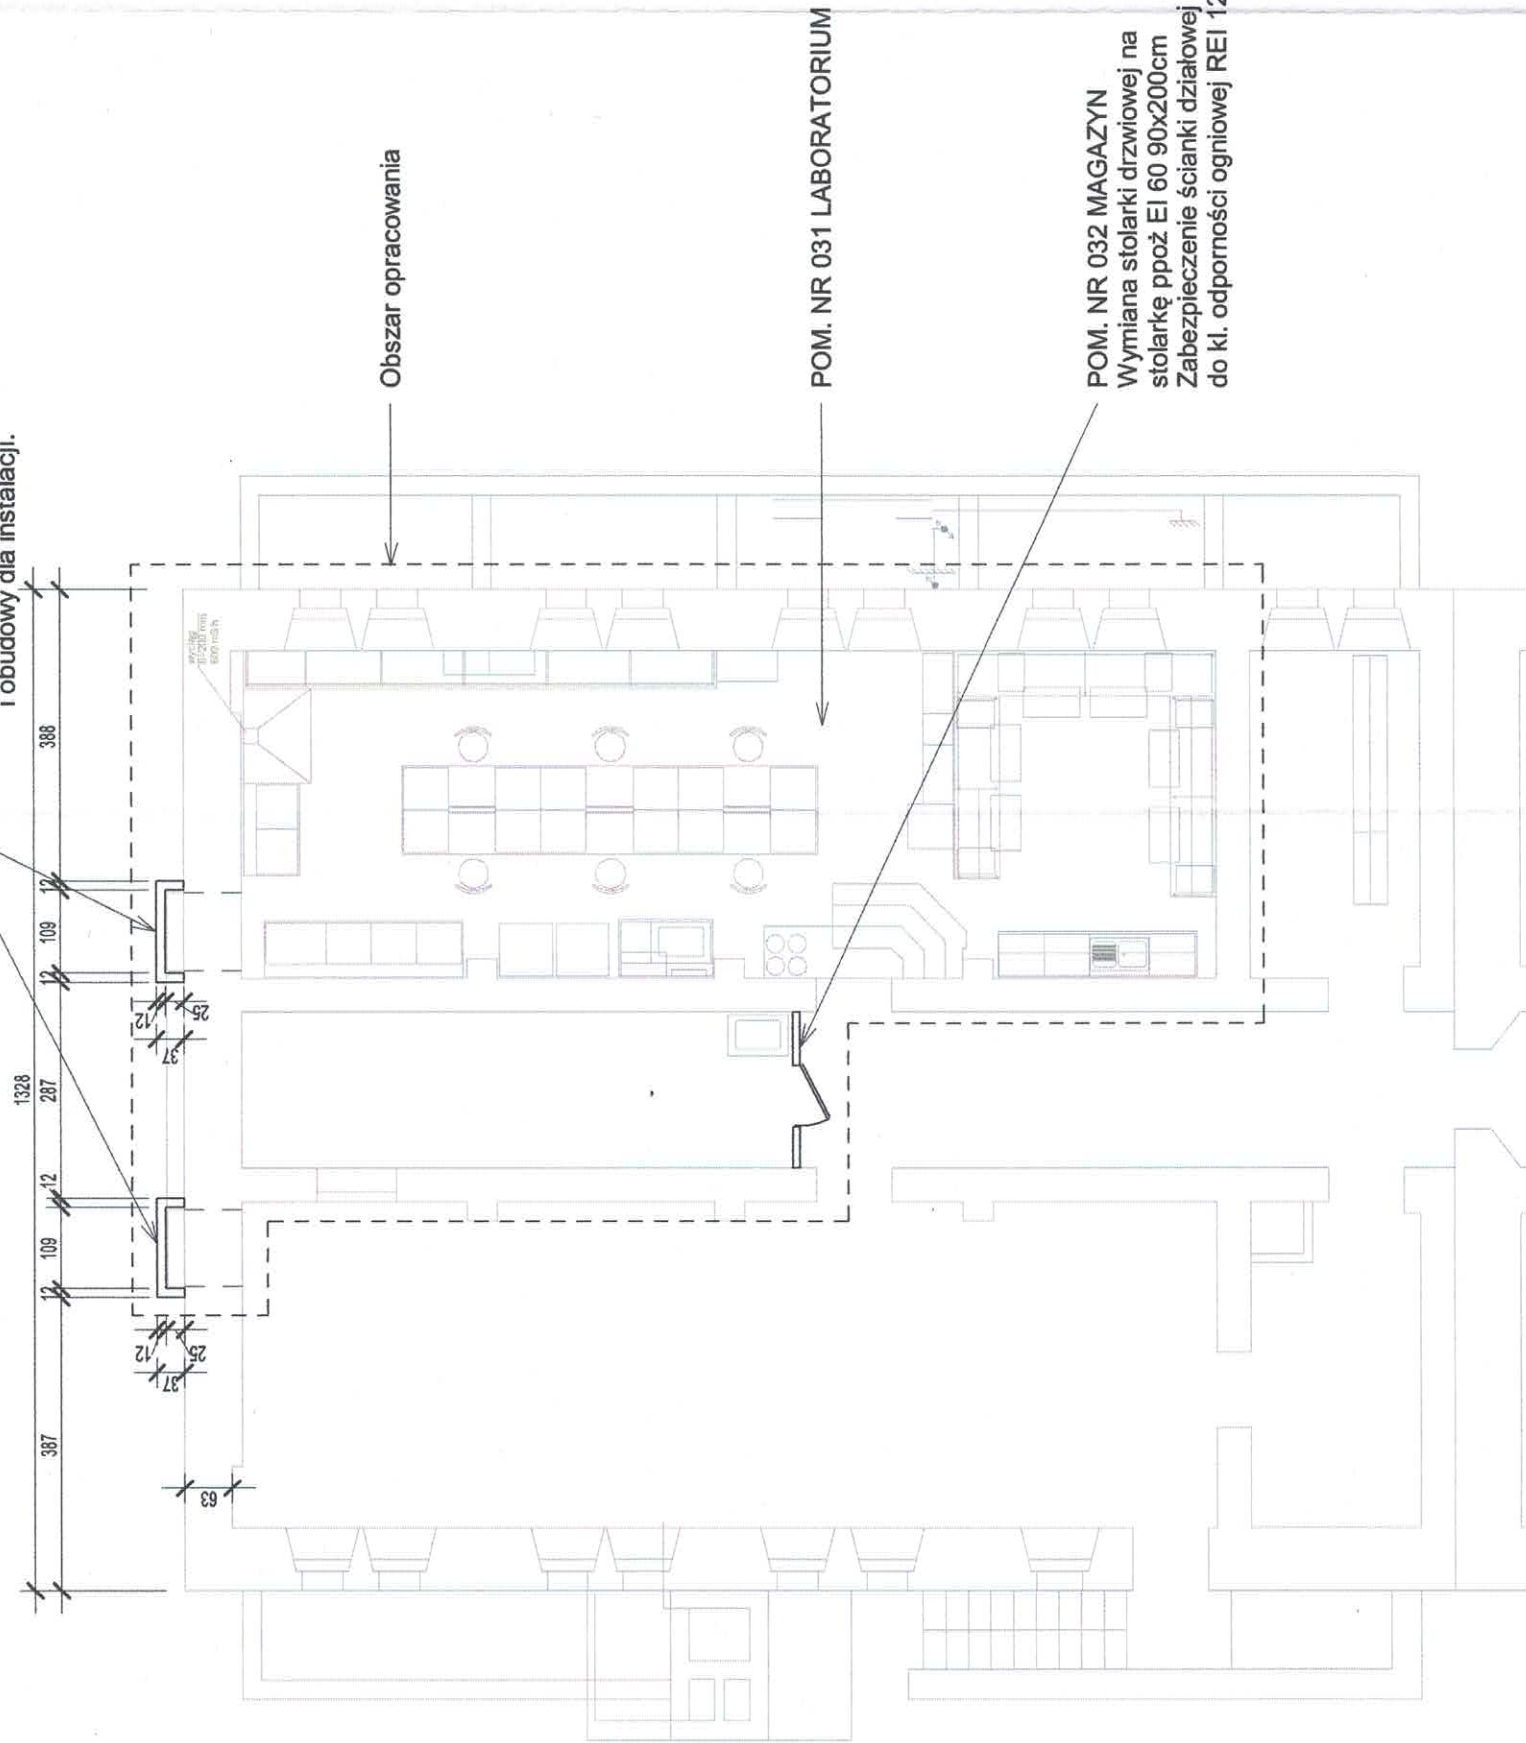 i obudowy dla instalacji.
Obszar opracowania
POM. NR 031 LABORATORIUM
POM. NR 032 MAGAZYN
Wymiana stolarki drzwiowej na
stolarkę ppoż EI 60 90x200cm
Zabezpieczenie ścianki działowej
do kl. odporności ogniowej REI 12
1328
387
12
109
12
287
12
109
12
388
12
25
37
12
25
37
63